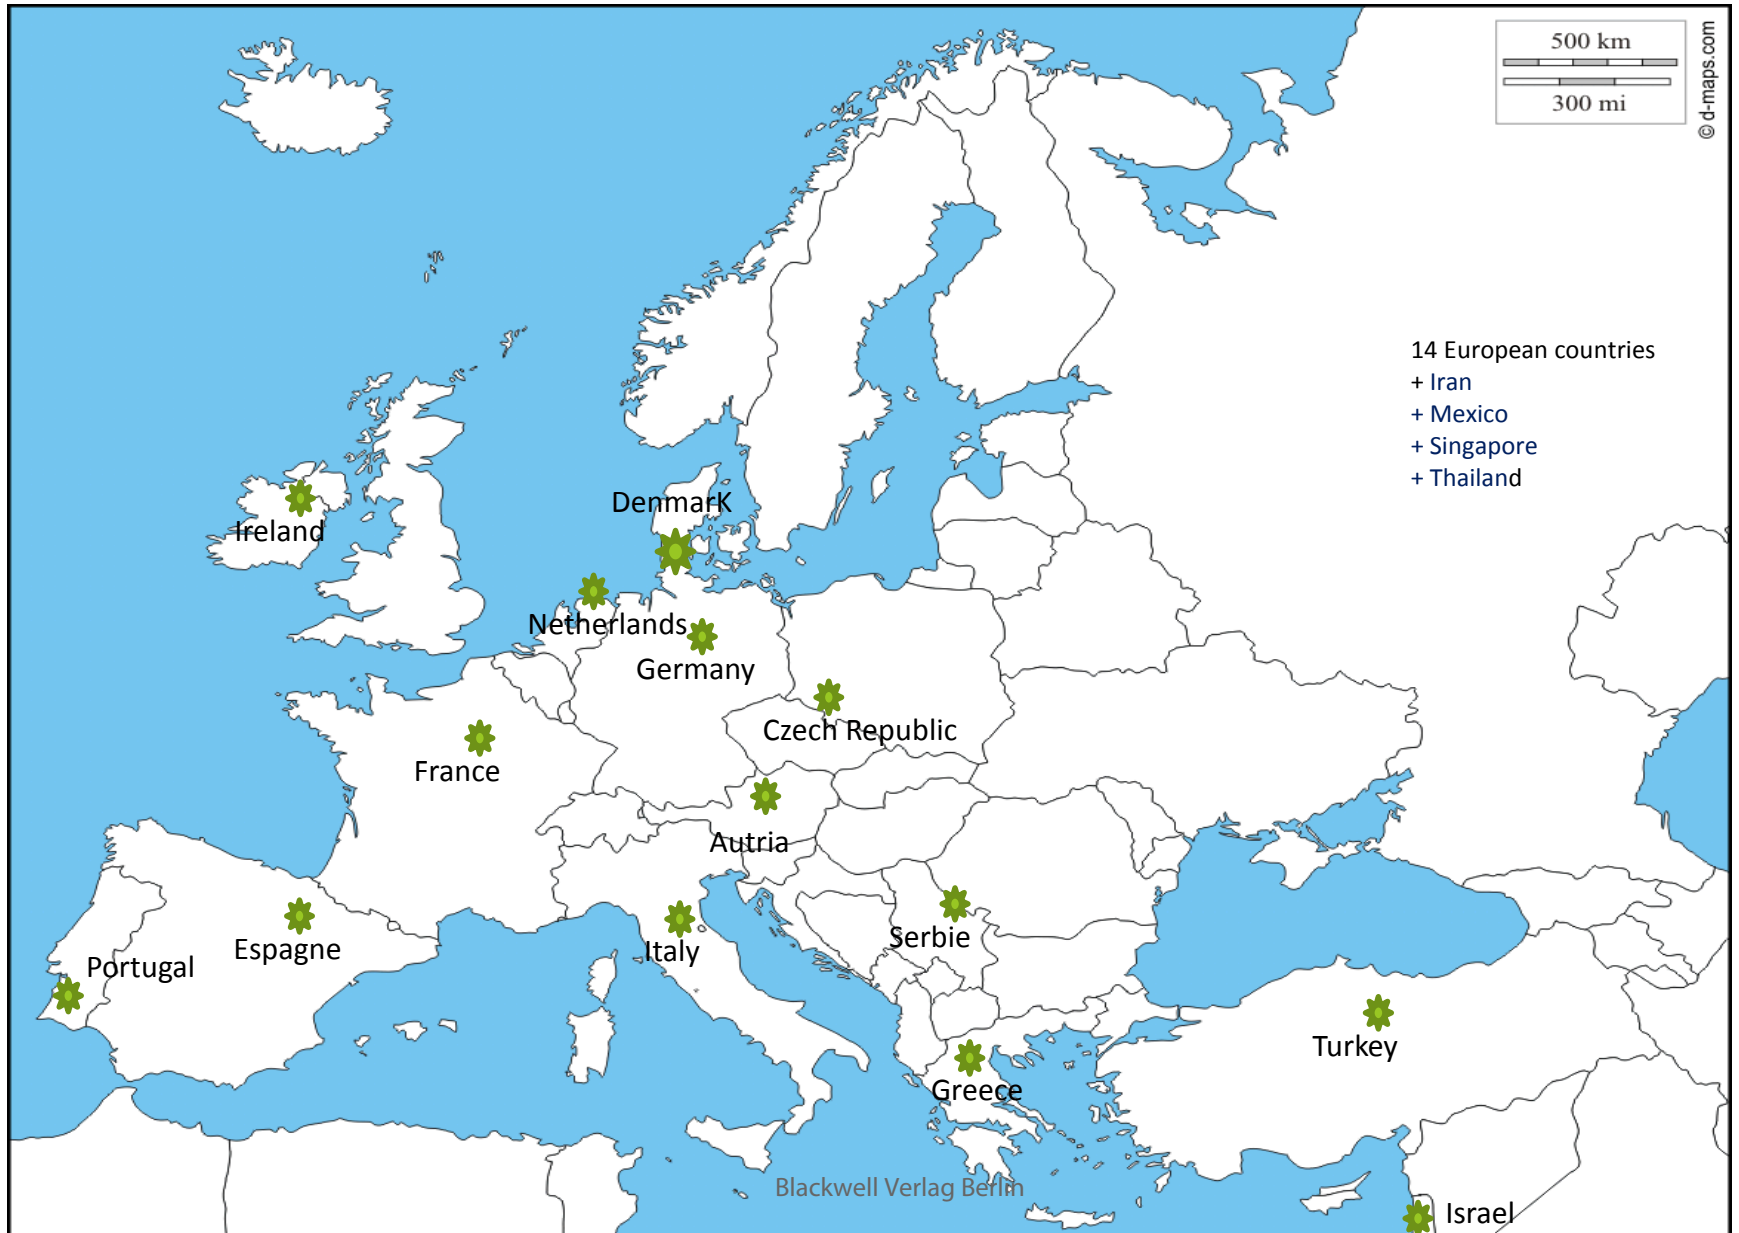 500 km
300 mi
© d-maps.com
14 European countries
+ Iran
+ Mexico
+ Singapore
+ Thailand
DenmarK
Ireland
Netherlands
Germany
Czech Republic
France
Autria
Serbie
Italy
Espagne
Portugal
Turkey
Greece
Blackwell Verlag Berlin
Israel